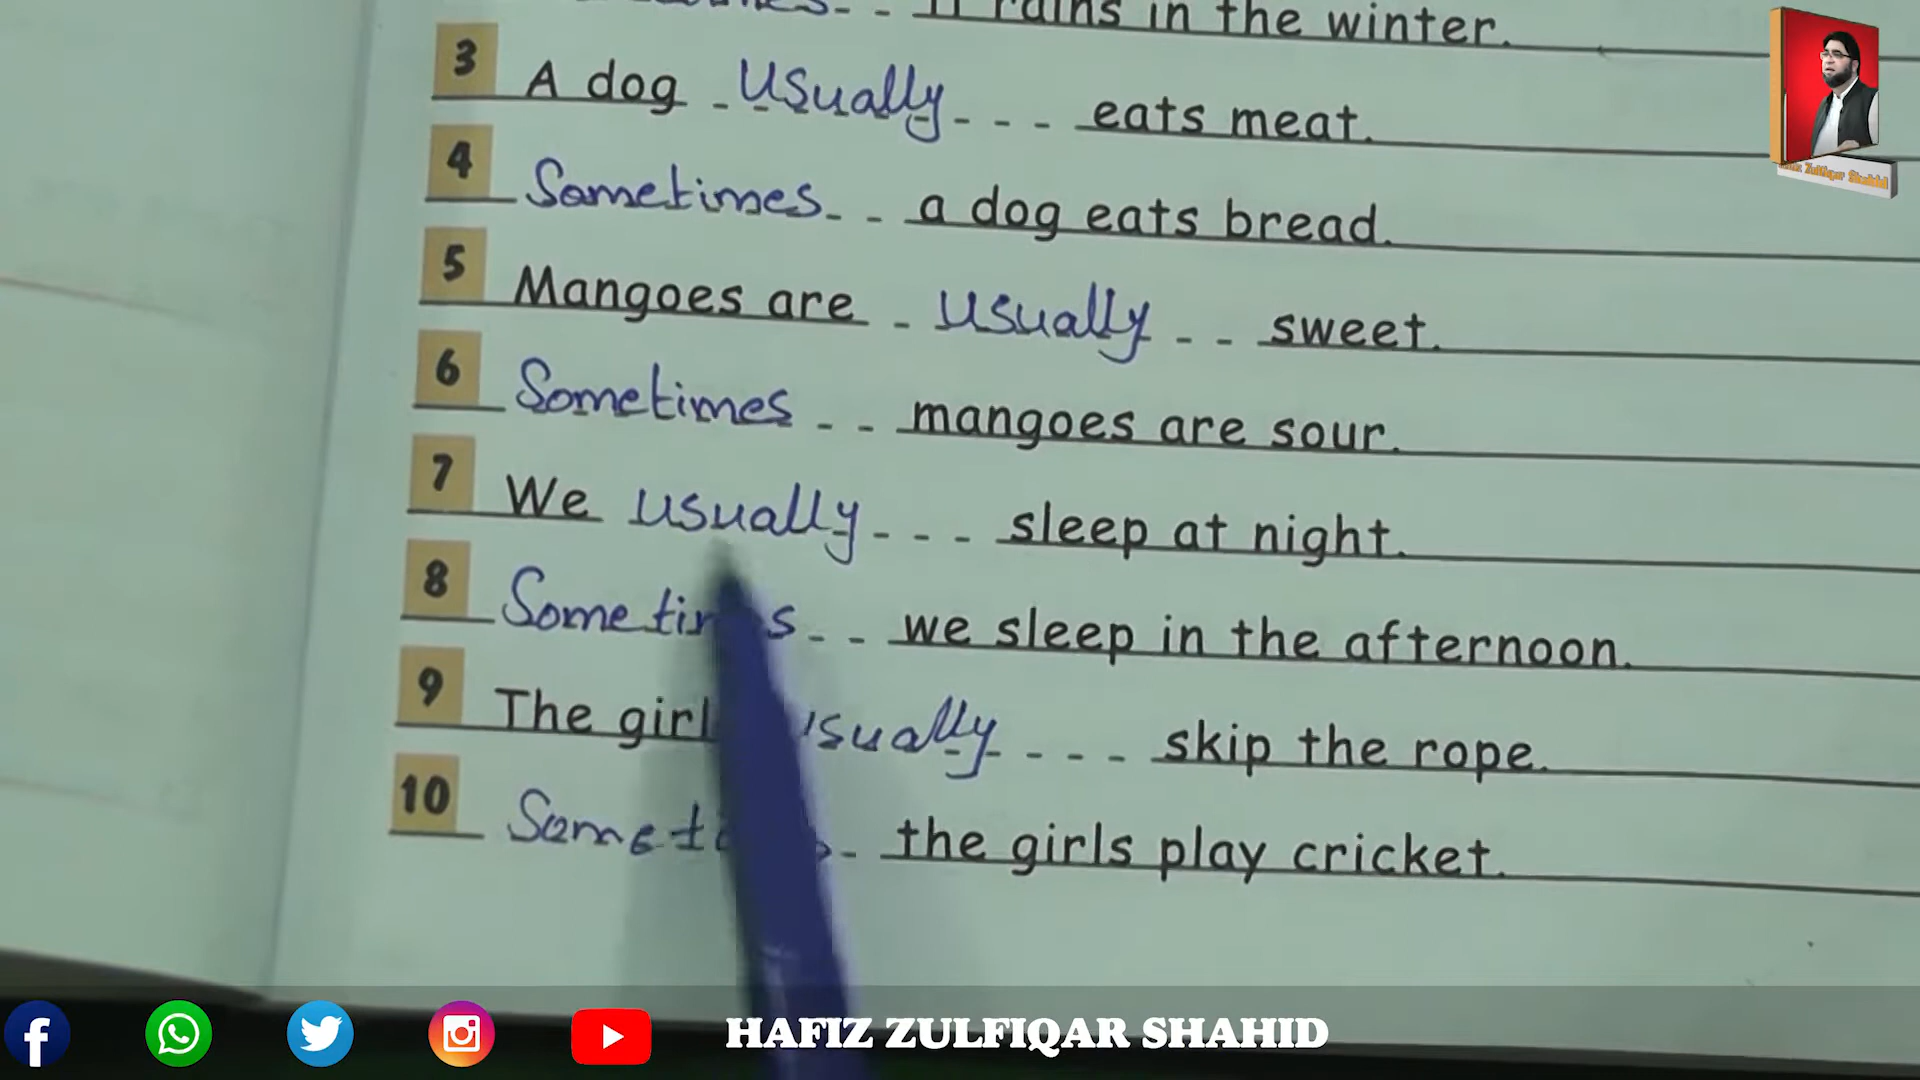 rains in the winter.
3 A dog Usually eats meat.
4 Sometimes a dog eats bread.
5 Mangoes are usually sweet.
6 Sometimes mangoes are sour.
7 We usually sleep at night.
8 we sleep in the afternoon.
9 The skip the rope.
10 the girls play cricket.
Zulfiqar Shahid
HAFIZ ZULFIQAR SHAHID